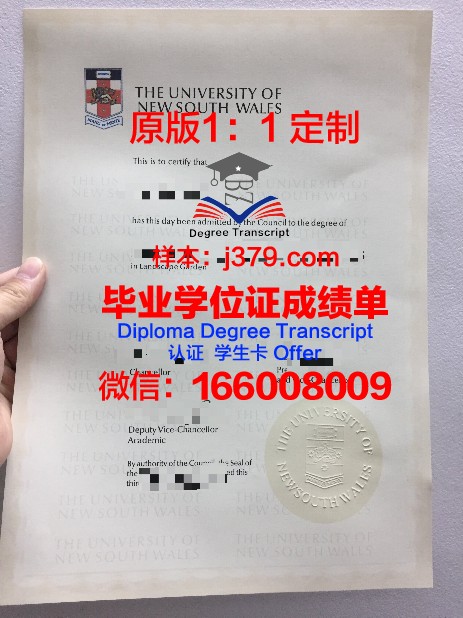 THE UNIVERSITY OF
NEW SOUTH WALES
原版1：1定制
This is to certify that
BZ
has this day been admitted by the Council to the degree of
Degree Transcript
样本：j379.com
in Landscape Garden
毕业学位证成绩单
Diploma Degree Transcript
认证 学生卡 Offer
Chancellor
微信：166008009
Deputy Vice-Chancellor
Academic
By authority of the Council, the Seal of
the
THE UNIVERSITY OF
NEW SOUTH WALES